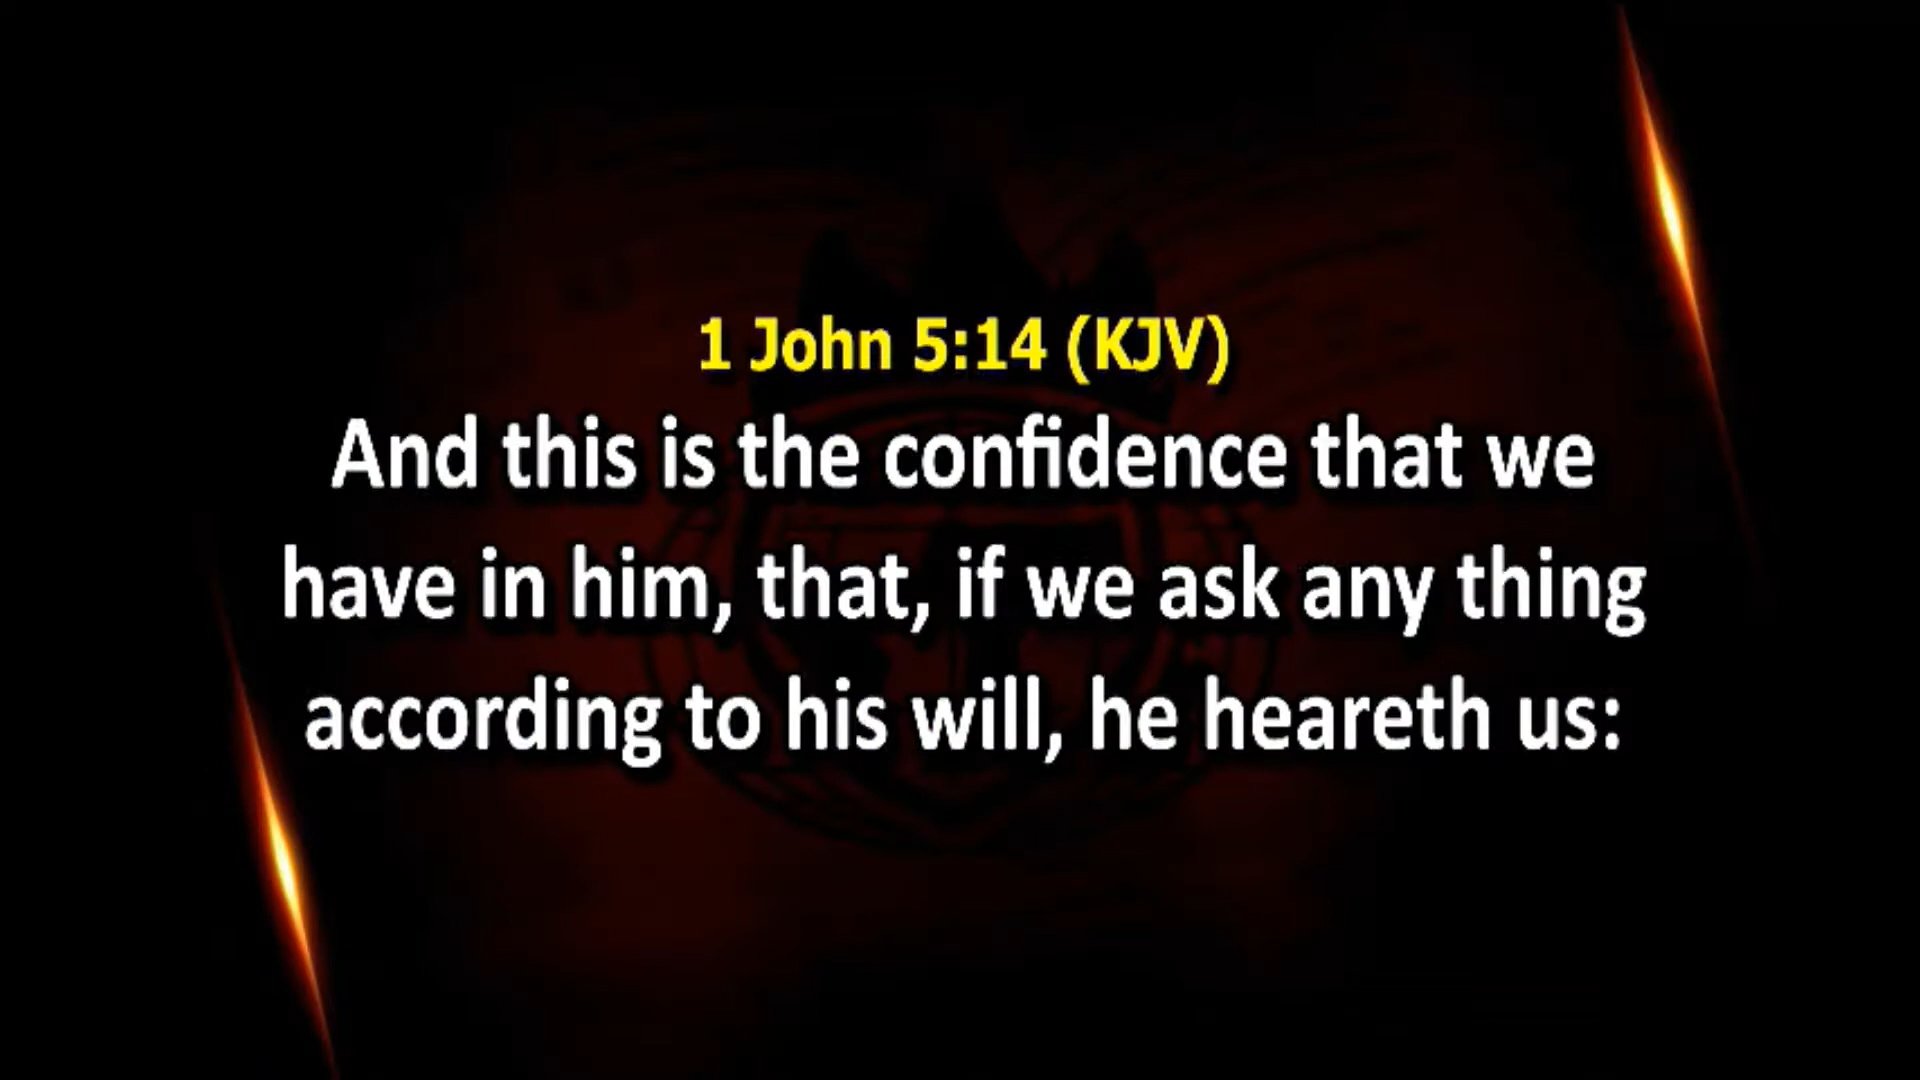 1 John 5:14 (KJV)
And this is the confidence that we
have in him, that, if we ask any thing
according to his will, he heareth us: